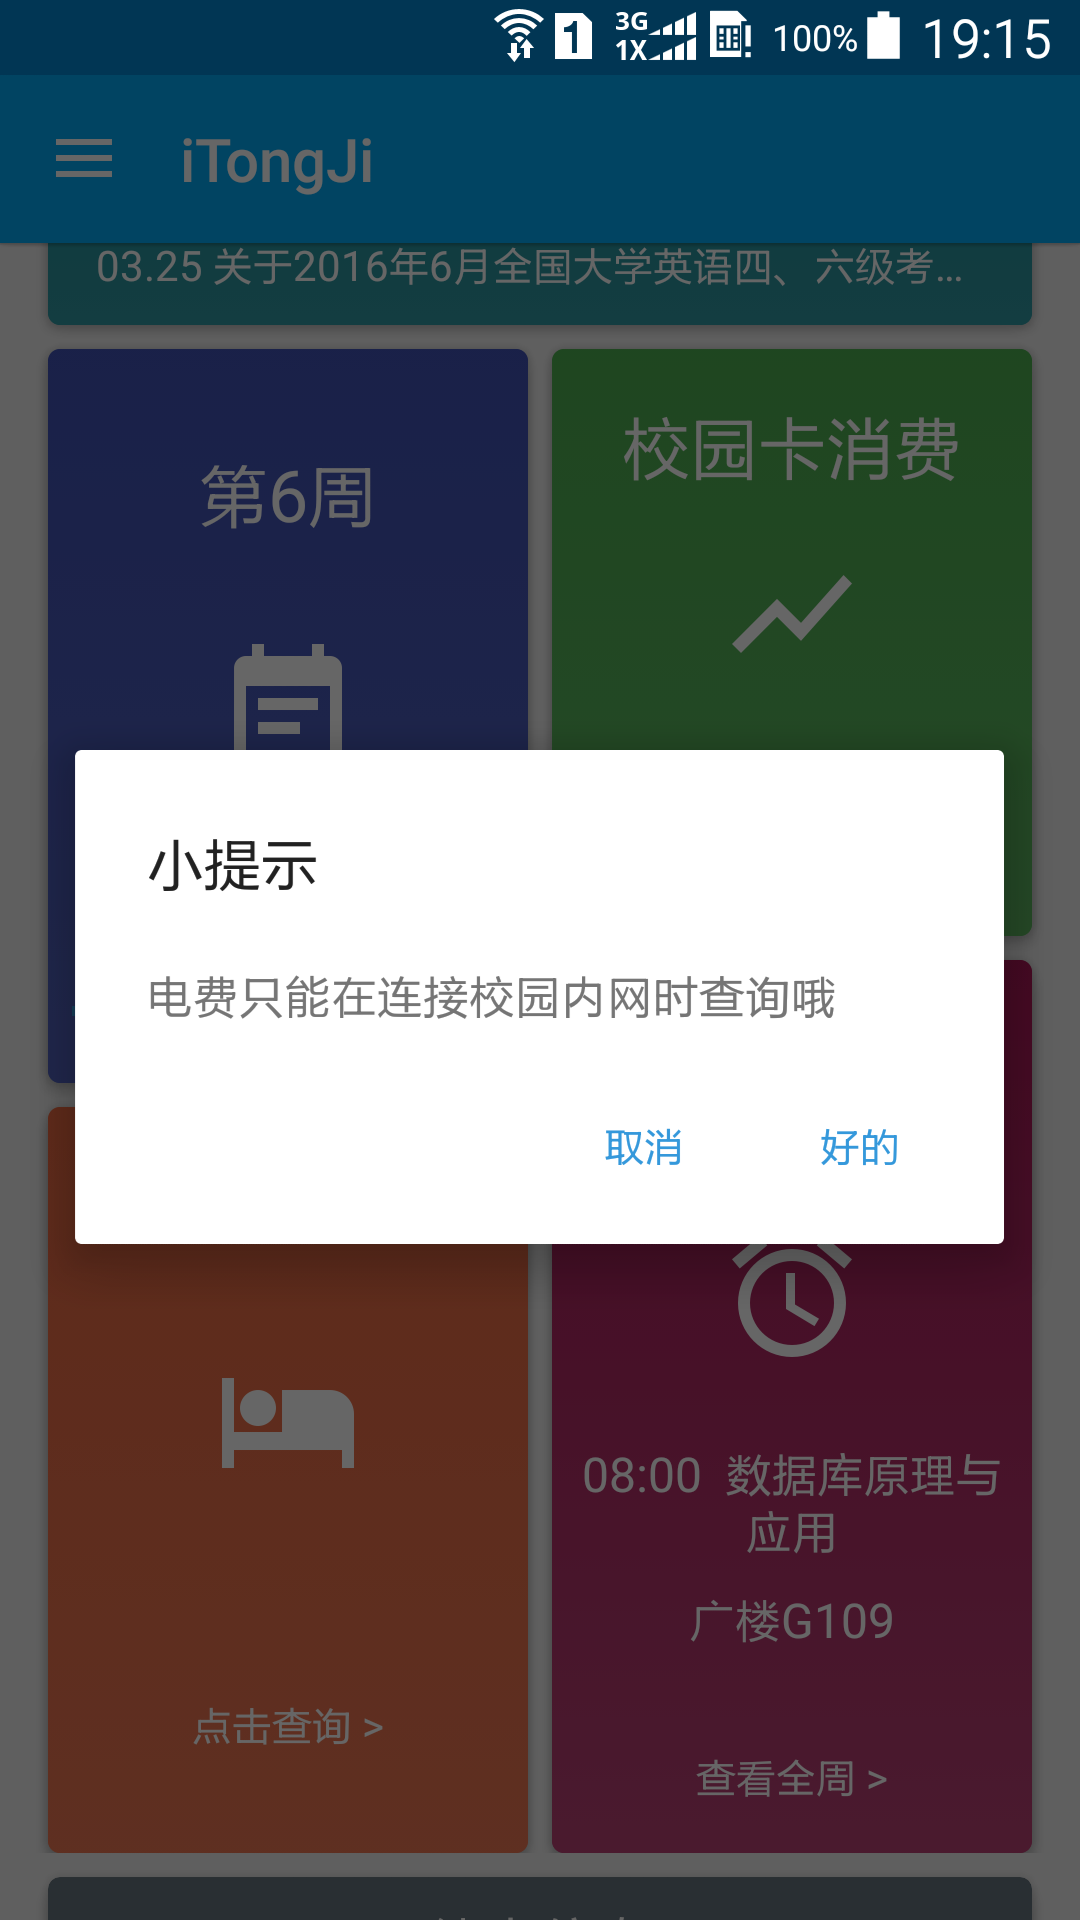 3G
1X
1
100%
19:15
iTongJi
03.25 关于2016年6月全国大学英语四、六级考...
第6周
校园卡消费
小提示
电费只能在连接校园内网时查询哦
取消
好的
08:00 数据库原理与
应用
广楼G109
点击查询 >
查看全周 >